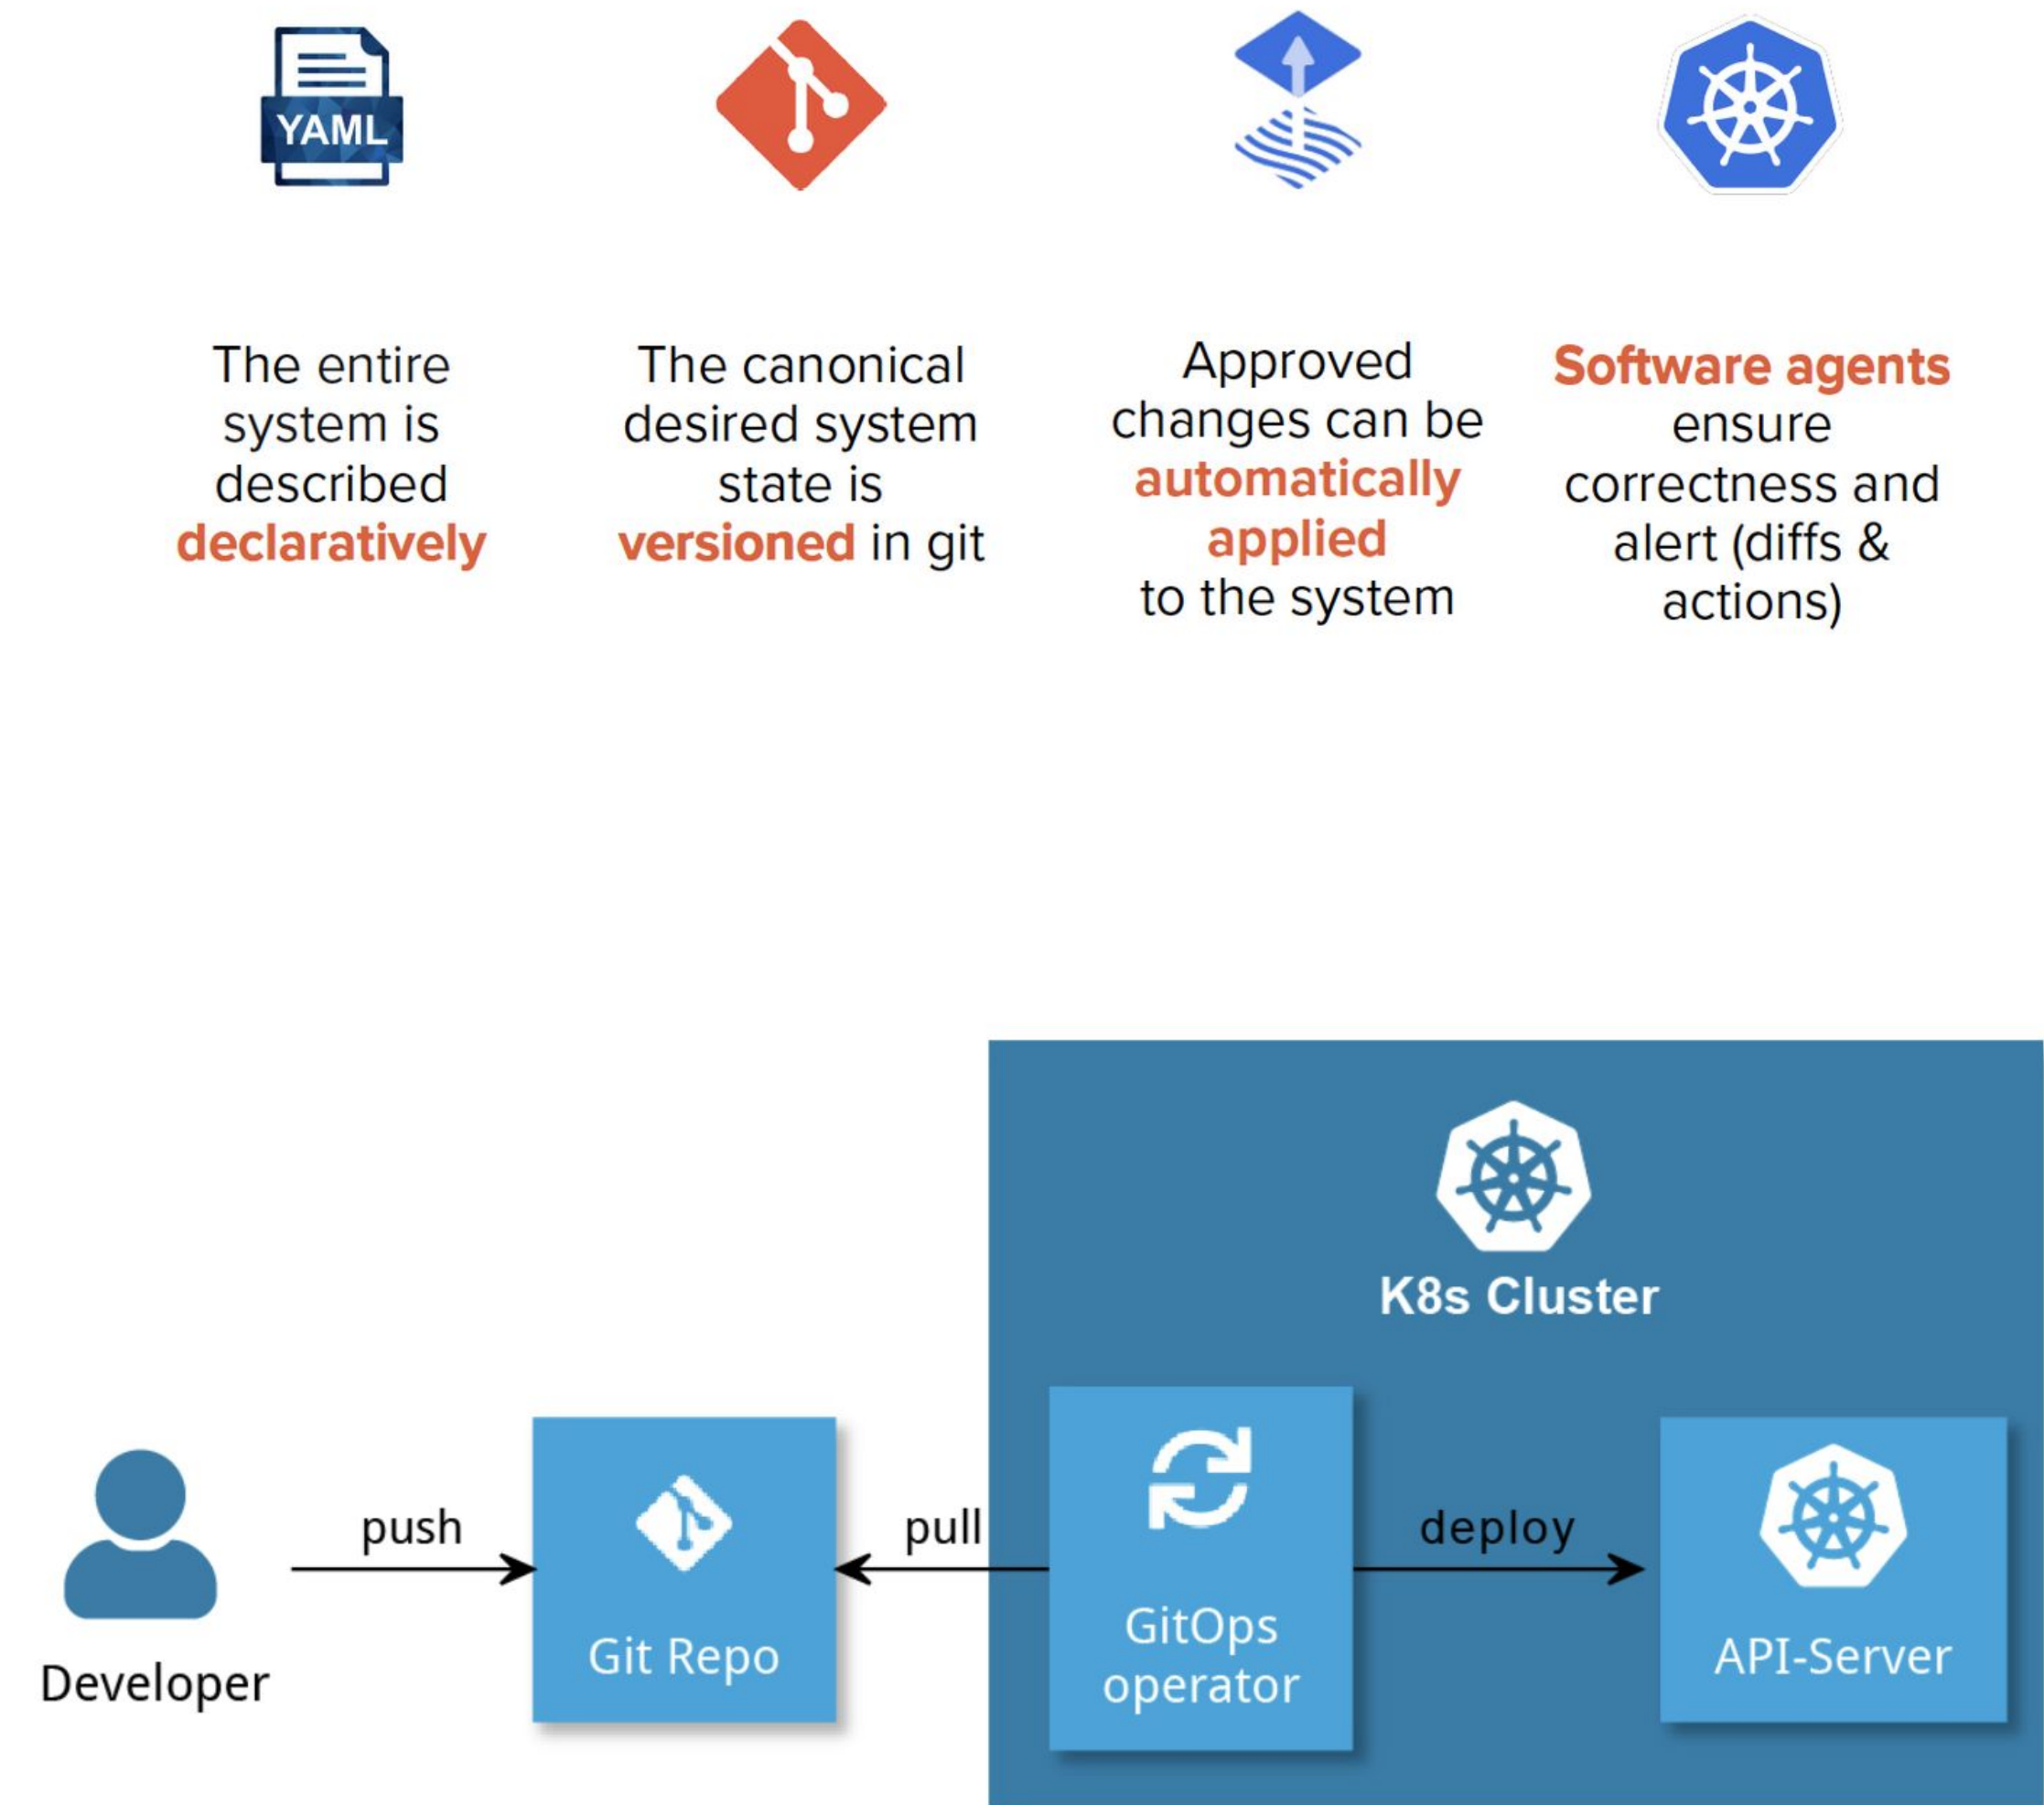 YAML
The entire
system is
described
declaratively
The canonical
desired system
state is
versioned in git
Approved
changes can be
automatically
applied
to the system
Software agents
ensure
correctness and
alert (diffs &
actions)
K8s Cluster
push
pull
deploy
Developer
Git Repo
GitOps
operator
API-Server